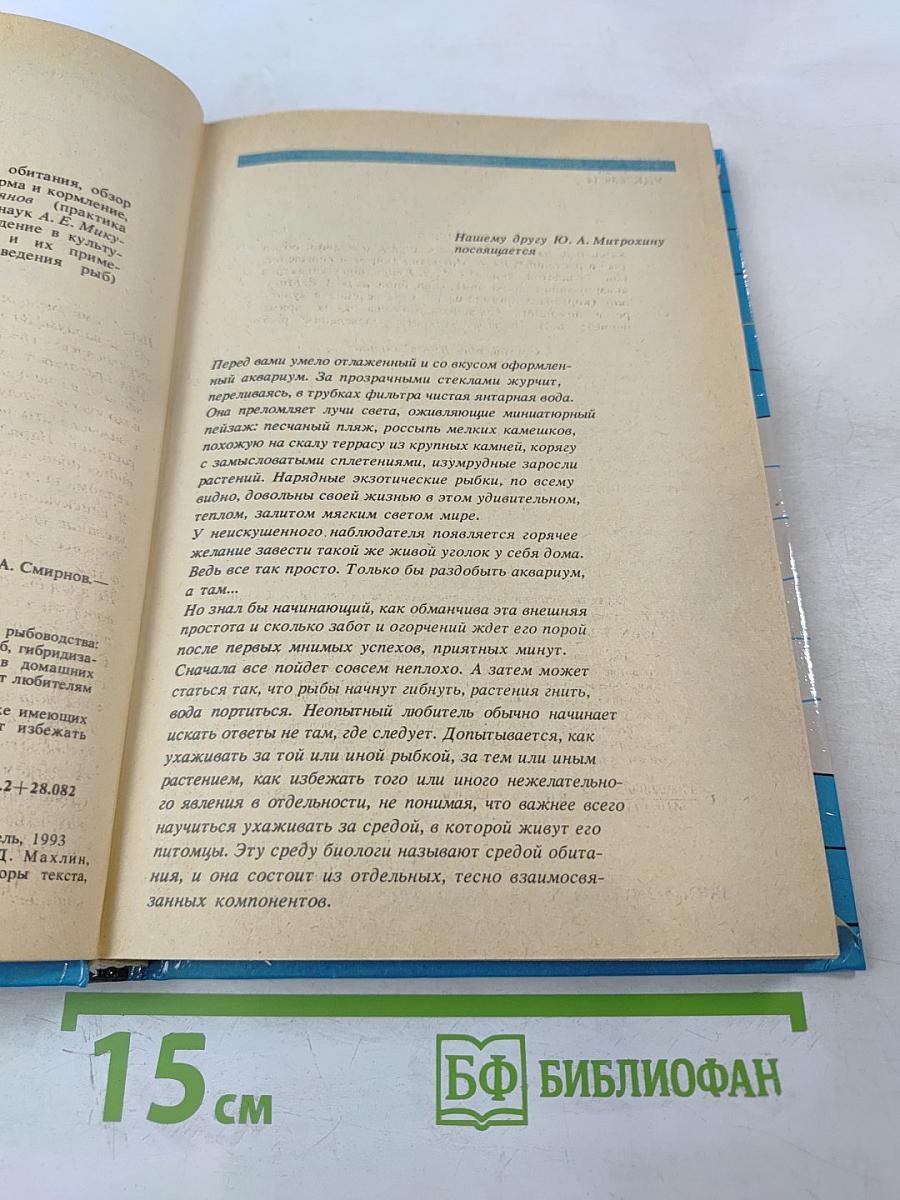 обитания, обзор
рма и кормление,
янов (практика
наук А. Е. Мику-
дение в культу-
и их приме-
ведения рыб)
А. Смирнов.—
рыбоводства:
б, гибридиза-
в домашних
т любителям
же имеющих
т избежать
.2+28.082
ель, 1993
Д. Махлин,
оры текста,
Нашему другу Ю. А. Митрохину
посвящается
Перед вами умело отлаженный и со вкусом оформлен-
ный аквариум. За прозрачными стеклами журчит,
переливаясь, в трубках фильтра чистая янтарная вода.
Она преломляет лучи света, оживляющие миниатюрный
пейзаж: песчаный пляж, россыпь мелких камешков,
похожую на скалу террасу из крупных камней, корягу
с замысловатыми сплетениями, изумрудные заросли
растений. Нарядные экзотические рыбки, по всему
видно, довольны своей жизнью в этом удивительном,
теплом, залитом мягким светом мире.
У неискушенного наблюдателя появляется горячее
желание завести такой же живой уголок у себя дома.
Ведь все так просто. Только бы раздобыть аквариум,
а там...
Но знал бы начинающий, как обманчива эта внешняя
простота и сколько забот и огорчений ждет его порой
после первых мнимых успехов, приятных минут.
Сначала все пойдет совсем неплохо. А затем может
статься так, что рыбы начнут гибнуть, растения гнить,
вода портиться. Неопытный любитель обычно начинает
искать ответы не там, где следует. Допытывается, как
ухаживать за той или иной рыбкой, за тем или иным
растением, как избежать того или иного нежелательно-
го явления в отдельности, не понимая, что важнее всего
научиться ухаживать за средой, в которой живут его
питомцы. Эту среду биологи называют средой обита-
ния, и она состоит из отдельных, тесно взаимосвя-
занных компонентов.
15 см
БФ БИБЛИОФАН